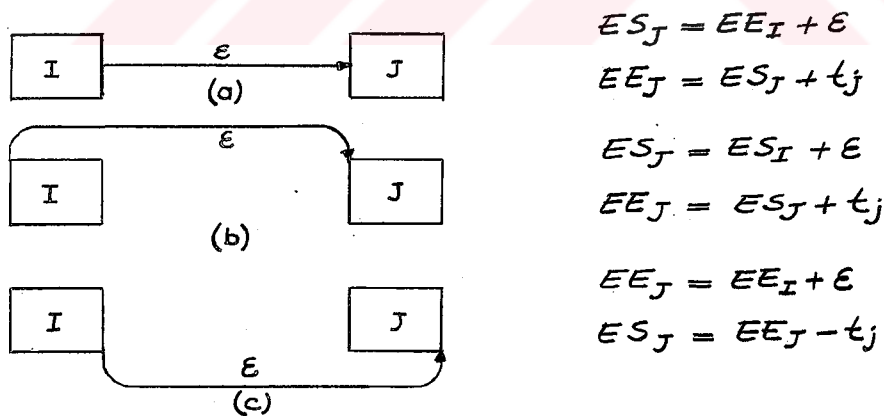 I ε J
(a)
ES_J = EE_I + ε
EE_J = ES_J + t_j
ε
I J
(b)
ES_J = ES_I + ε
EE_J = ES_J + t_j
I J
ε
(c)
EE_J = EE_I + ε
ES_J = EE_J - t_j